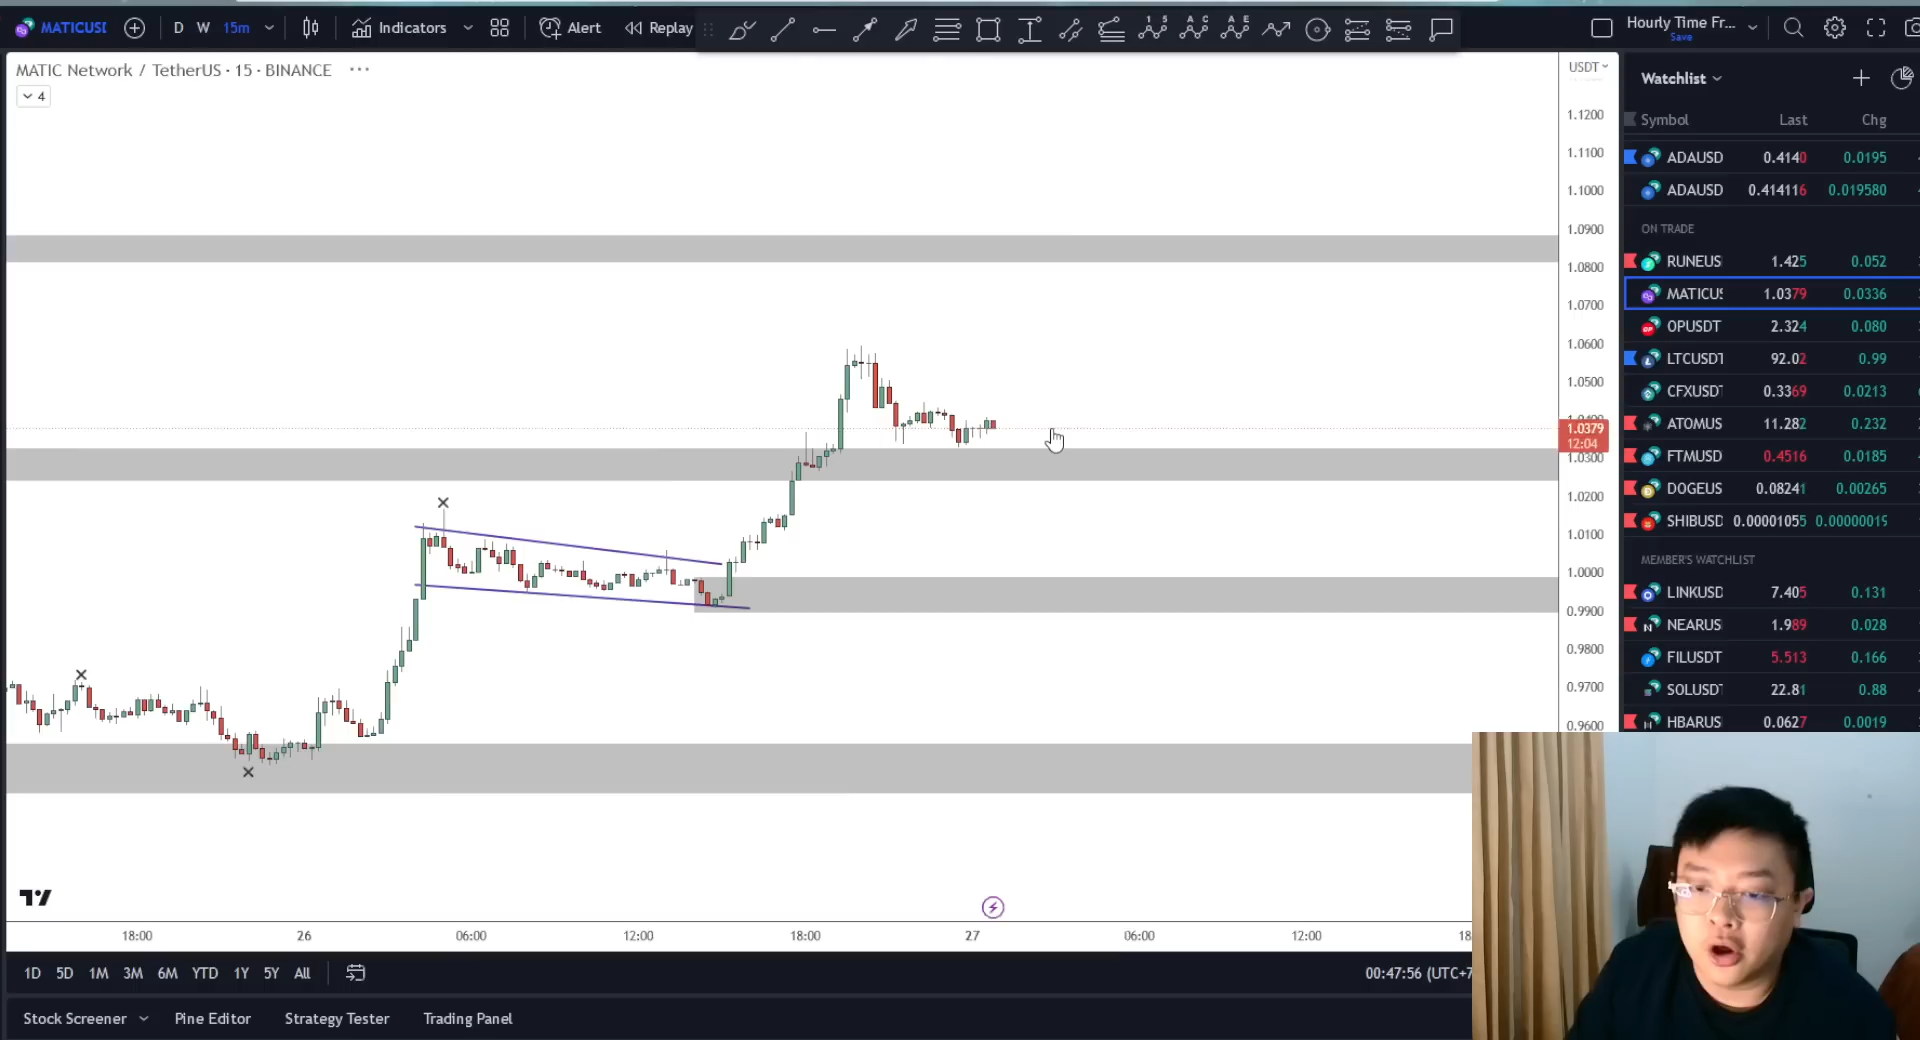 MATICUSI D W 15m Indicators Alert Replay Hourly Time Fr...
Save
MATIC Network / TetherUS · 15 · BINANCE ···
4
USDT
1.1200
1.1100
1.1000
1.0900
1.0800
1.0700
1.0600
1.0500
1.0379
12:04
1.0300
1.0200
1.0100
1.0000
0.9900
0.9800
0.9700
0.9600
18:00 26 06:00 12:00 18:00 27 06:00 12:00
1D 5D 1M 3M 6M YTD 1Y 5Y All
00:47:56 (UTC+7
Stock Screener Pine Editor Strategy Tester Trading Panel
Watchlist
Symbol Last Chg
ADAUSD 0.4140 0.0195
ADAUSD 0.414116 0.019580
ON TRADE
RUNEUS 1.425 0.052
MATICUS 1.0379 0.0336
OPUSDT 2.324 0.080
LTCUSDT 92.02 0.99
CFXUSDT 0.3369 0.0213
ATOMUS 11.282 0.232
FTMUSD 0.4516 0.0185
DOGEUS 0.08241 0.00265
SHIBUSD 0.00001055 0.00000019
MEMBER'S WATCHLIST
LINKUSD 7.405 0.131
NEARUS 1.989 0.028
FILUSDT 5.513 0.166
SOLUSDT 22.81 0.88
HBARUS 0.0627 0.0019